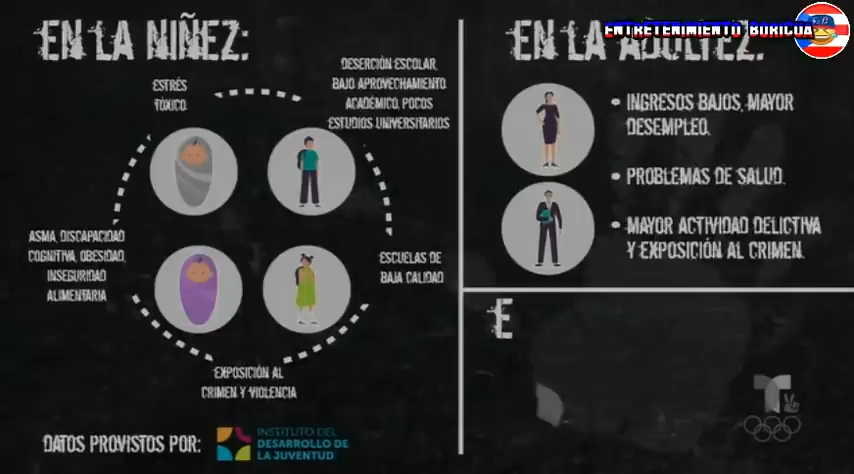 EN LA NIÑEZ:
ESTRÉS
TÓXICO.
DESERCIÓN ESCOLAR,
BAJO APROVECHAMIENTO
ACADÉMICO, POCOS
ESTUDIOS UNIVERSITARIOS
ASMA, DISCAPACIDAD
COGNITIVA, OBESIDAD,
INSEGURIDAD
ALIMENTARIA
ESCUELAS DE
BAJA CALIDAD
EXPOSICIÓN AL
CRIMEN Y VIOLENCIA
DATOS PROVISTOS POR:
INSTITUTO DEL
DESARROLLO DE
LA JUVENTUD
EN LA ADULTEZ:
ENTRETENIMIENTO BORICUA
• INGRESOS BAJOS, MAYOR
DESEMPLEO.
• PROBLEMAS DE SALUD.
• MAYOR ACTIVIDAD DELICTIVA
Y EXPOSICIÓN AL CRIMEN.
E
T